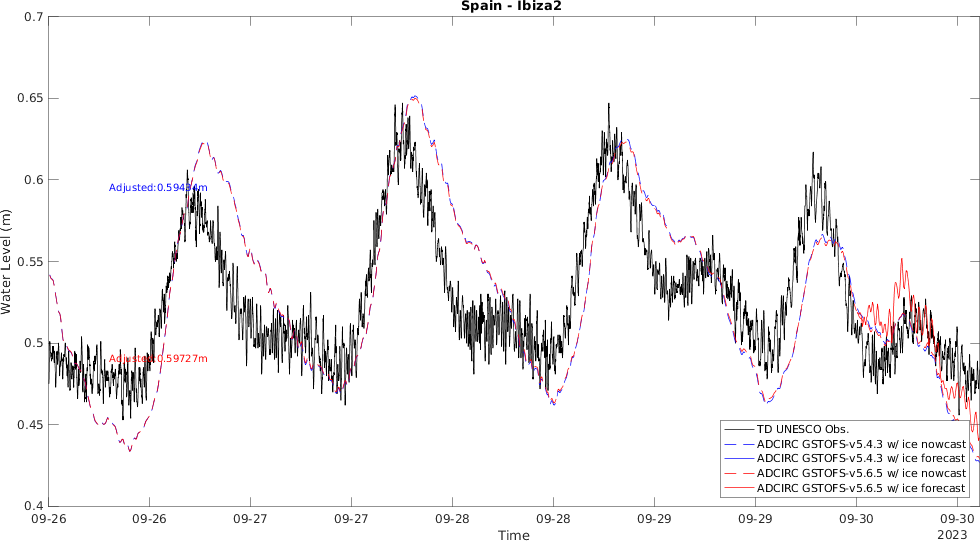 Spain - Ibiza2
0.7
0.65
0.6
0.55
0.5
0.45
0.4
Water Level (m)
Adjusted:0.59434m
Adjusted:0.59727m
TD UNESCO Obs.
ADCIRC GSTOFS-v5.4.3 w/ ice nowcast
ADCIRC GSTOFS-v5.4.3 w/ ice forecast
ADCIRC GSTOFS-v5.6.5 w/ ice nowcast
ADCIRC GSTOFS-v5.6.5 w/ ice forecast
09-26 09-26 09-27 09-27 09-28 09-28 09-29 09-29 09-30 09-30
Time
2023